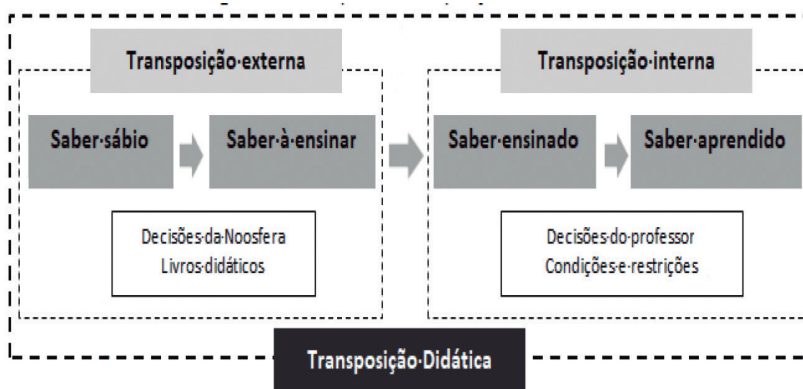 Transposição·externa
Transposição·interna
Saber·sábio
Saber·à·ensinar
Saber·ensinado
Saber·aprendido
Decisões·da·Noosfera
Livros·didáticos
Decisões·do·professor
Condições·e·restrições
Transposição·Didática